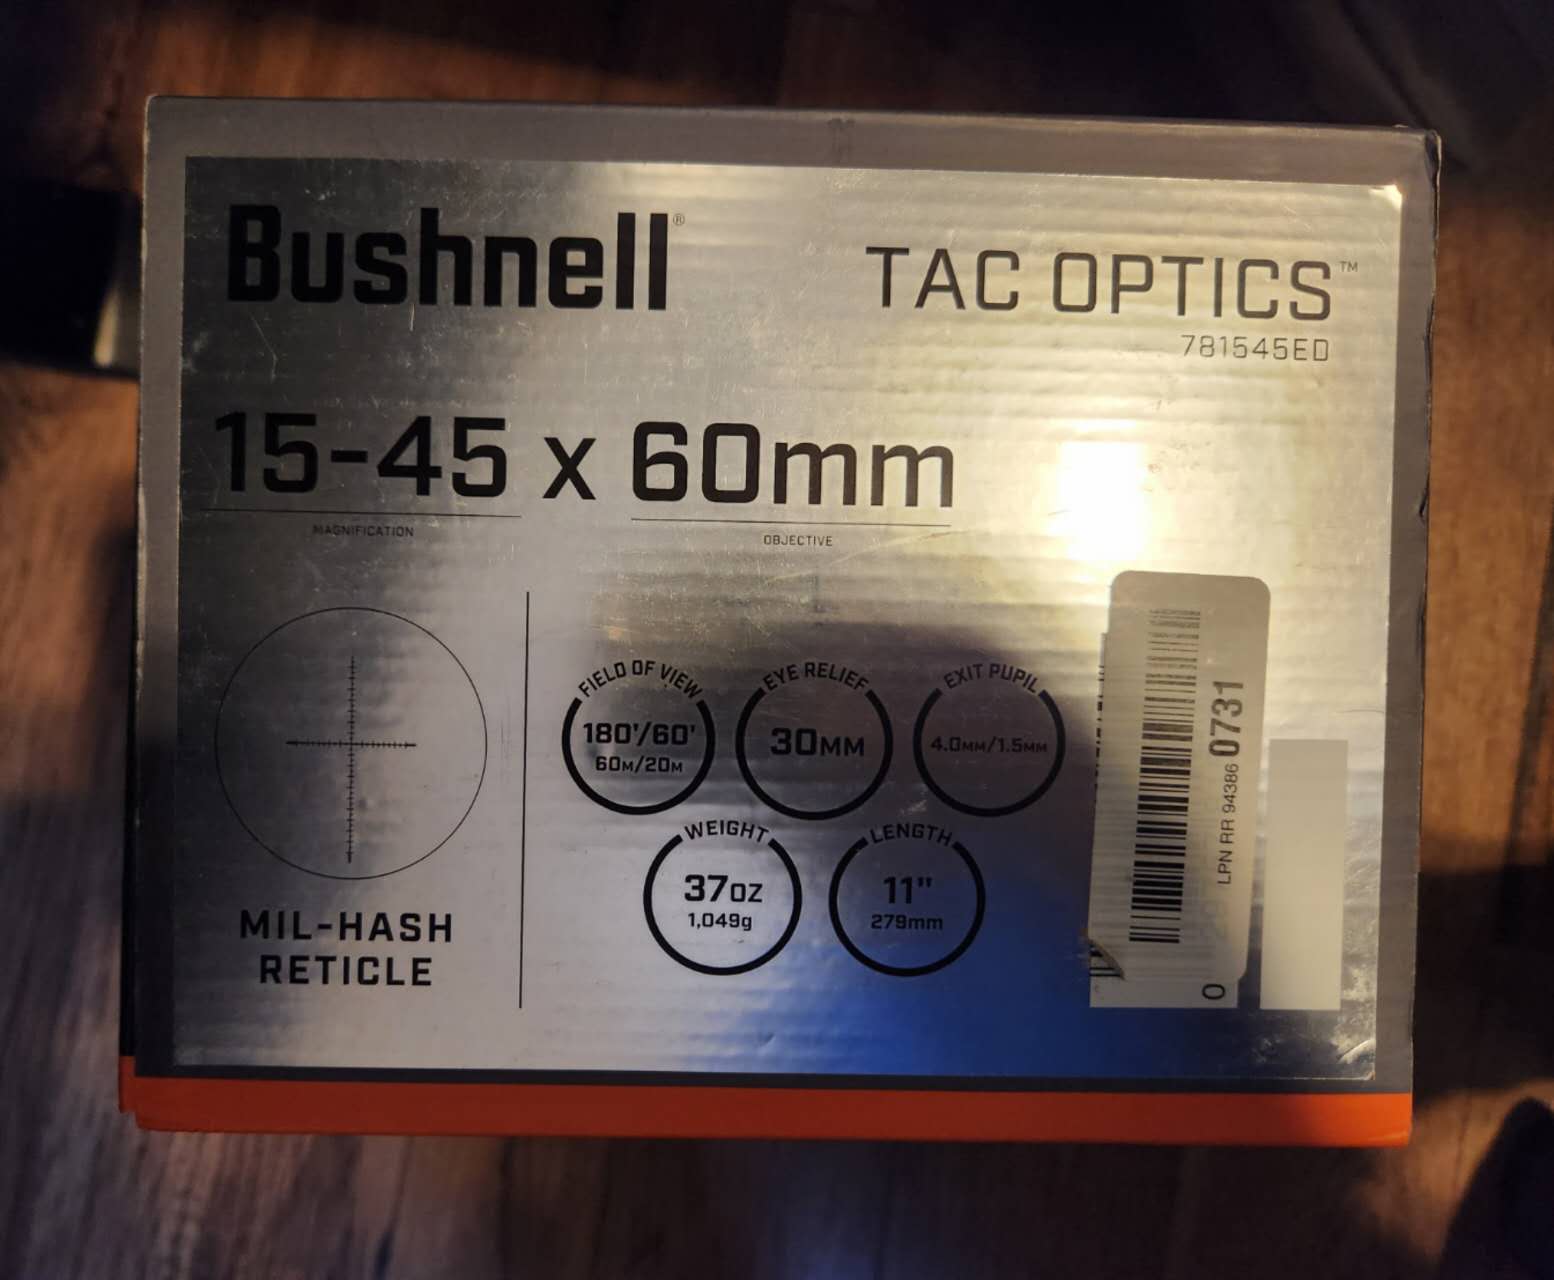 Bushnell®
TAC OPTICS™
781545ED
15-45 x 60mm
MAGNIFICATION
OBJECTIVE
MIL-HASH
RETICLE
FIELD OF VIEW
180'/60'
60M/20M
EYE RELIEF
30MM
EXIT PUPIL
4.0MM/1.5MM
WEIGHT
37OZ
1,049g
LENGTH
11"
279mm
LPN RR 94386 0731
0